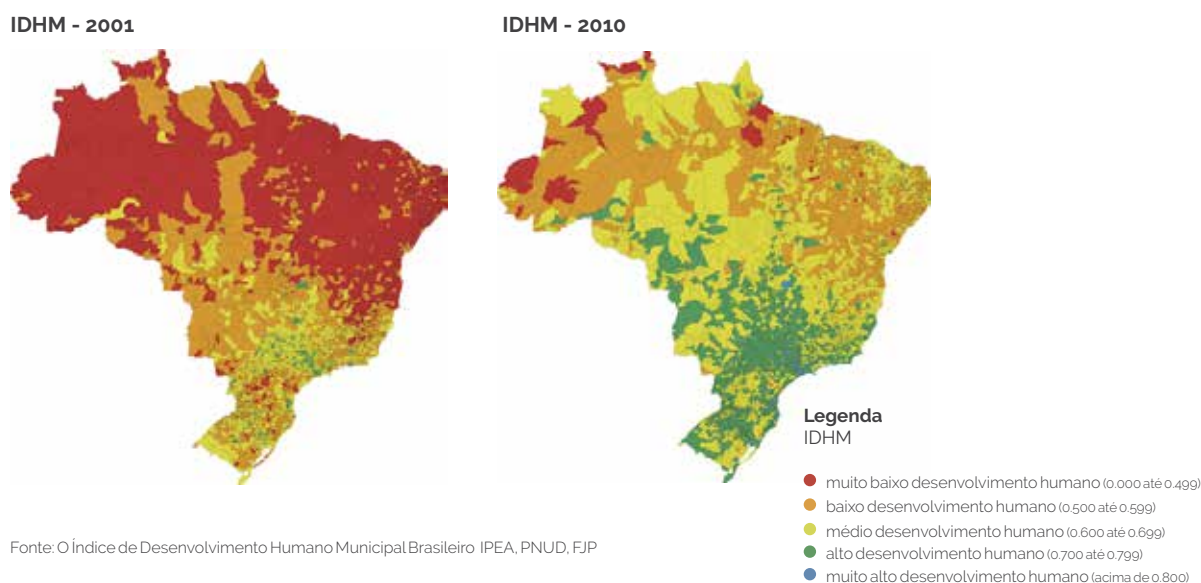 IDHM - 2001
IDHM - 2010
Legenda
IDHM
muito baixo desenvolvimento humano (0.000 até 0.499)
baixo desenvolvimento humano (0.500 até 0.599)
médio desenvolvimento humano (0.600 até 0.699)
alto desenvolvimento humano (0.700 até 0.799)
muito alto desenvolvimento humano (acima de 0.800)
Fonte: O Índice de Desenvolvimento Humano Municipal Brasileiro IPEA, PNUD, FJP